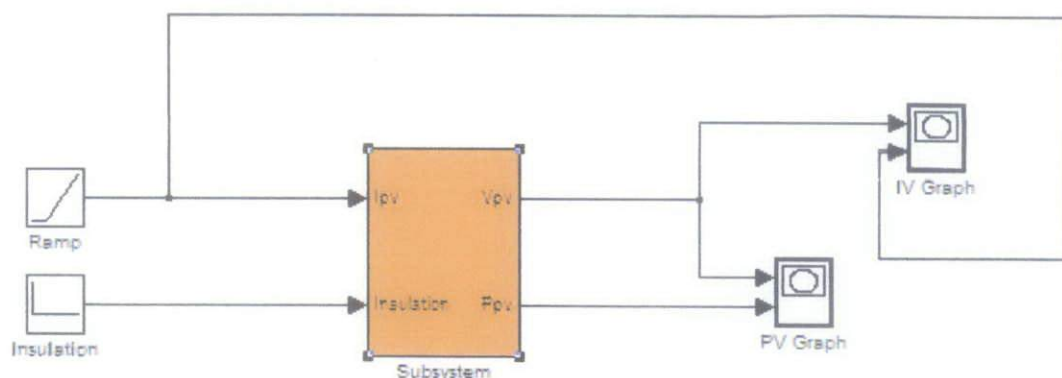 IV Graph
Ipv
Vpv
Ramp
Insulation
Ppv
Insulation
PV Graph
Subsystem